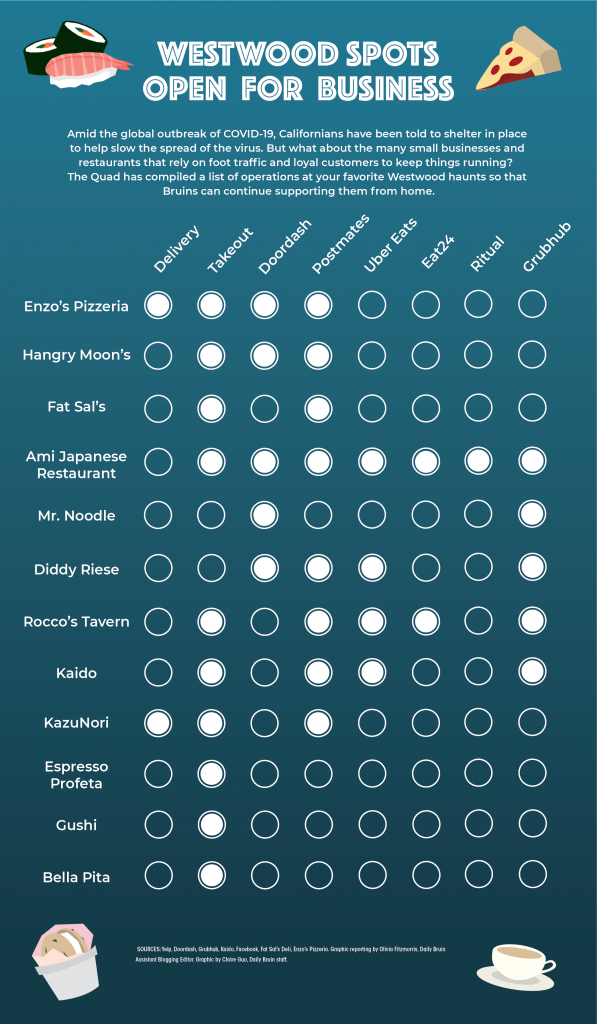 WESTWOOD SPOTS
OPEN FOR BUSINESS
Amid the global outbreak of COVID-19, Californians have been told to shelter in place
to help slow the spread of the virus. But what about the many small businesses and
restaurants that rely on foot traffic and loyal customers to keep things running?
The Quad has compiled a list of operations at your favorite Westwood haunts so that
Bruins can continue supporting them from home.
Delivery
Takeout
Doordash
Postmates
Uber Eats
Eat24
Ritual
Grubhub
Enzo's Pizzeria
Hangry Moon's
Fat Sal's
Ami Japanese
Restaurant
Mr. Noodle
Diddy Riese
Rocco's Tavern
Kaido
KazuNori
Espresso
Profeta
Gushi
Bella Pita
SOURCES: Yelp, Doordash, Grubhub, Kaido, Facebook, Fat Sal's Deli, Enzo's Pizzeria. Graphic reporting by Olivia Fitzmorris, Daily Bruin
Assistant Blogging Editor. Graphic by Claire Guo, Daily Bruin staff.